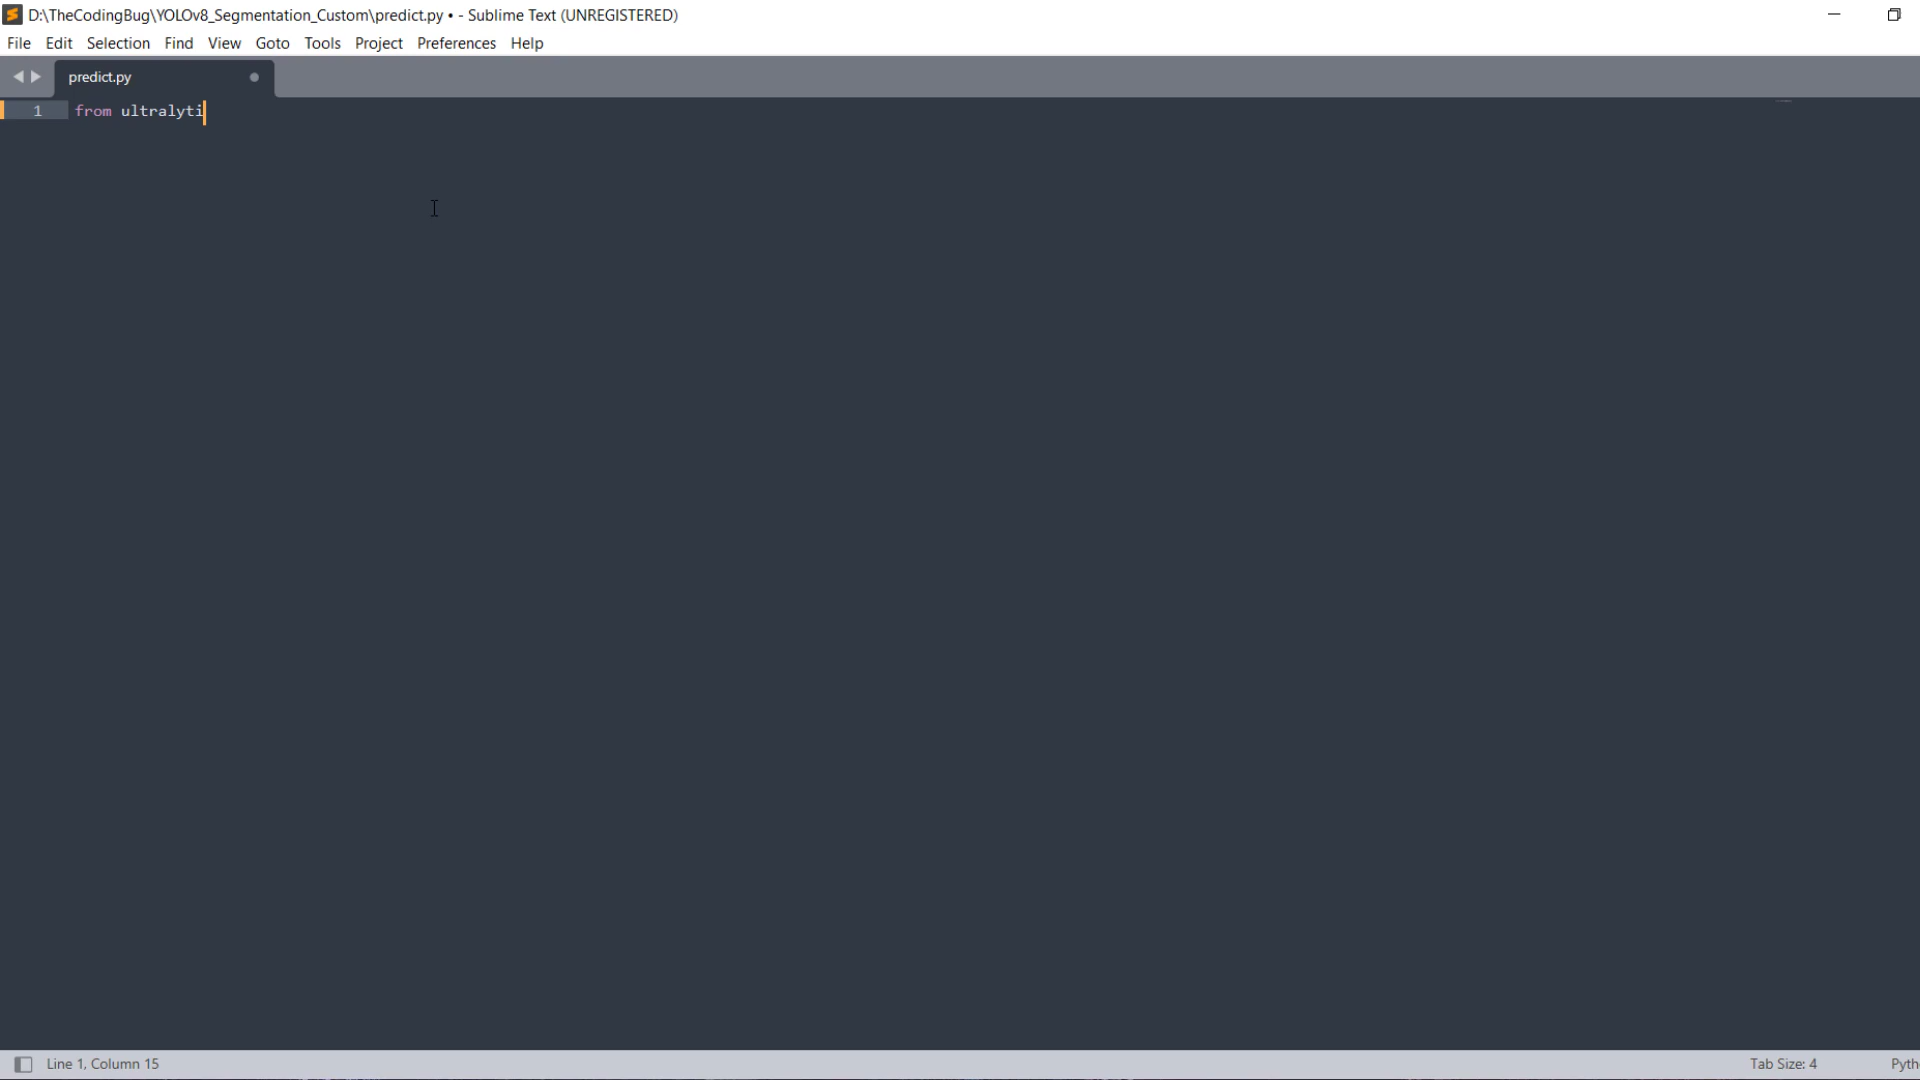 D:\TheCodingBug\YOLOv8_Segmentation_Custom\predict.py • - Sublime Text (UNREGISTERED)
File Edit Selection Find View Goto Tools Project Preferences Help
predict.py
1 from ultralyti
Line 1, Column 15 Tab Size: 4 Pyth